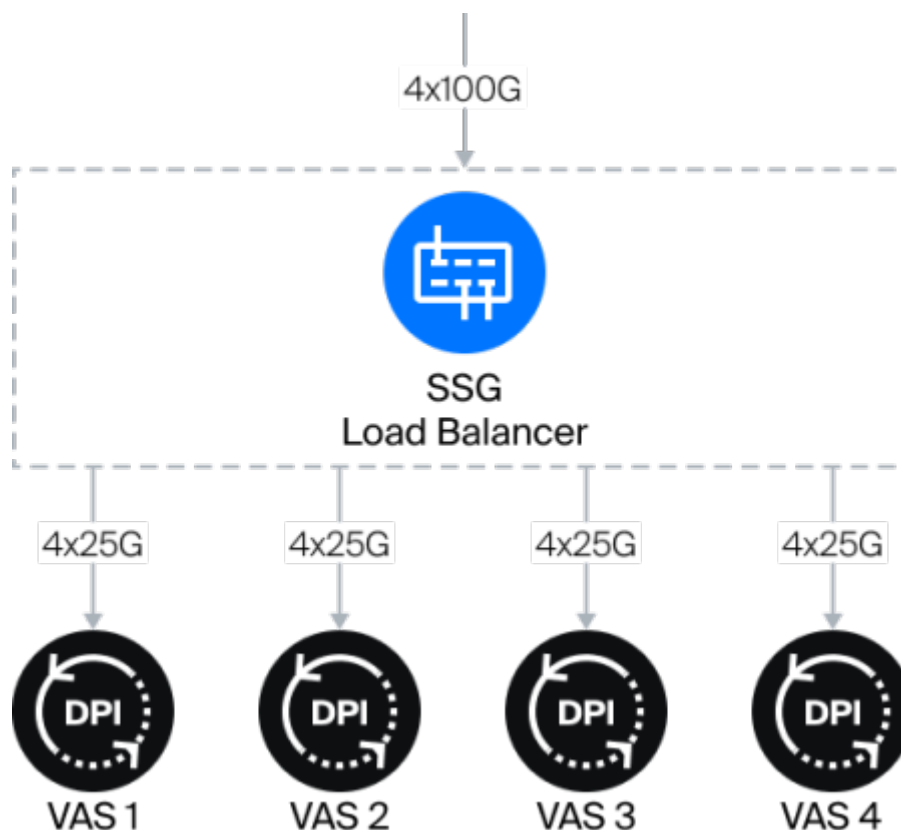 4x100G
SSG
Load Balancer
4x25G
4x25G
4x25G
4x25G
DPI
DPI
DPI
DPI
VAS 1
VAS 2
VAS 3
VAS 4